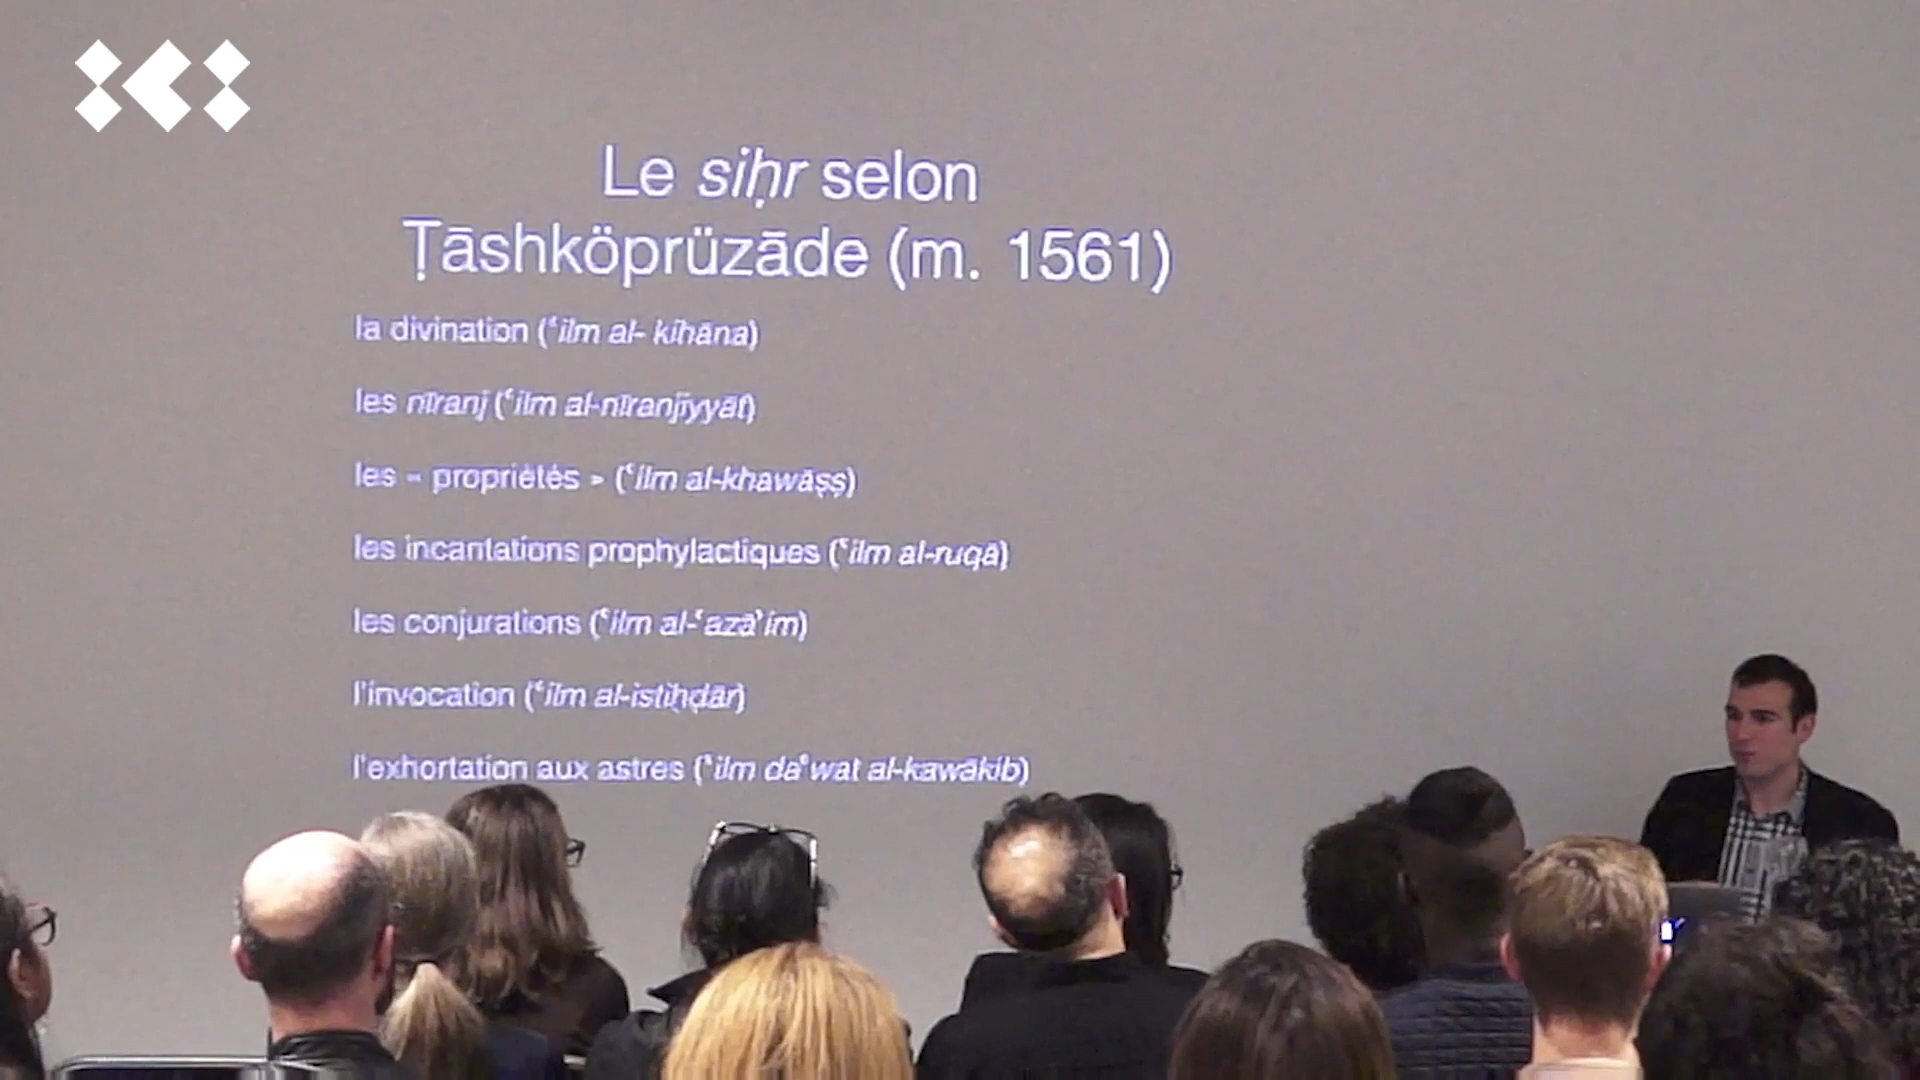 Le siḥr selon
Ṭāshköprüzāde (m. 1561)
la divination (ʿilm al- kihāna)
les nīranj (ʿilm al-nīranjiyyāt)
les « propriétés » (ʿilm al-khawāṣṣ)
les incantations prophylactiques (ʿilm al-ruqā)
les conjurations (ʿilm al-ʿazāʾim)
l'invocation (ʿilm al-istiḥḍār)
l'exhortation aux astres (ʿilm daʿwat al-kawākib)